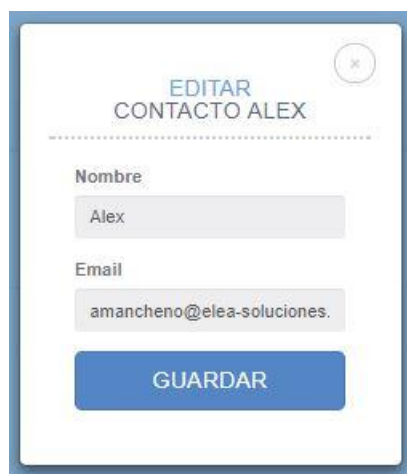 ×
EDITAR
CONTACTO ALEX
Nombre
Alex
Email
amancheno@elea-soluciones.
GUARDAR